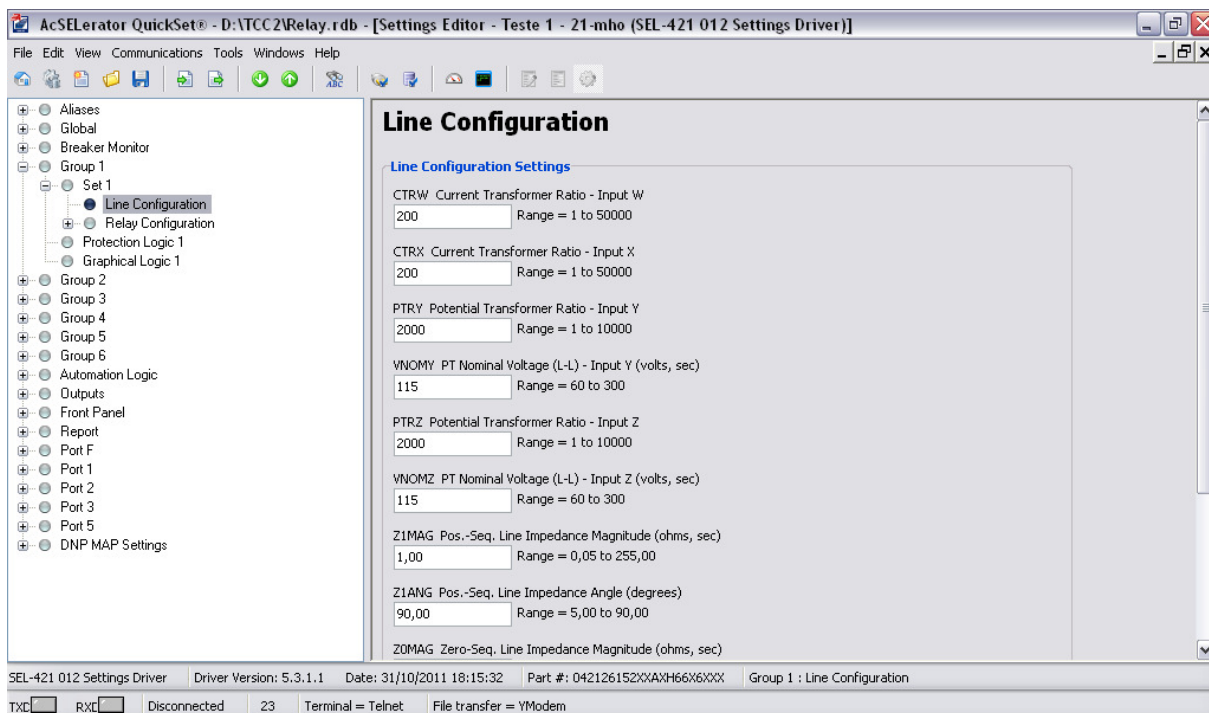 AcSELerator QuickSet® - D:\TCC2\Relay.rdb - [Settings Editor - Teste 1 - 21-mho (SEL-421 012 Settings Driver)]
File Edit View Communications Tools Windows Help
Aliases
Global
Breaker Monitor
Group 1
Set 1
Line Configuration
Relay Configuration
Protection Logic 1
Graphical Logic 1
Group 2
Group 3
Group 4
Group 5
Group 6
Automation Logic
Outputs
Front Panel
Report
Port F
Port 1
Port 2
Port 3
Port 5
DNP MAP Settings
Line Configuration
Line Configuration Settings
CTRW Current Transformer Ratio - Input W
200 Range = 1 to 50000
CTRX Current Transformer Ratio - Input X
200 Range = 1 to 50000
PTRY Potential Transformer Ratio - Input Y
2000 Range = 1 to 10000
VNOMY PT Nominal Voltage (L-L) - Input Y (volts, sec)
115 Range = 60 to 300
PTRZ Potential Transformer Ratio - Input Z
2000 Range = 1 to 10000
VNOMZ PT Nominal Voltage (L-L) - Input Z (volts, sec)
115 Range = 60 to 300
Z1MAG Pos.-Seq. Line Impedance Magnitude (ohms, sec)
1,00 Range = 0,05 to 255,00
Z1ANG Pos.-Seq. Line Impedance Angle (degrees)
90,00 Range = 5,00 to 90,00
Z0MAG Zero-Seq. Line Impedance Magnitude (ohms, sec)
SEL-421 012 Settings Driver Driver Version: 5.3.1.1 Date: 31/10/2011 18:15:32 Part #: 042126152XXAXH66X6XXX Group 1 : Line Configuration
TXD RXD Disconnected 23 Terminal = Telnet File transfer = YModem